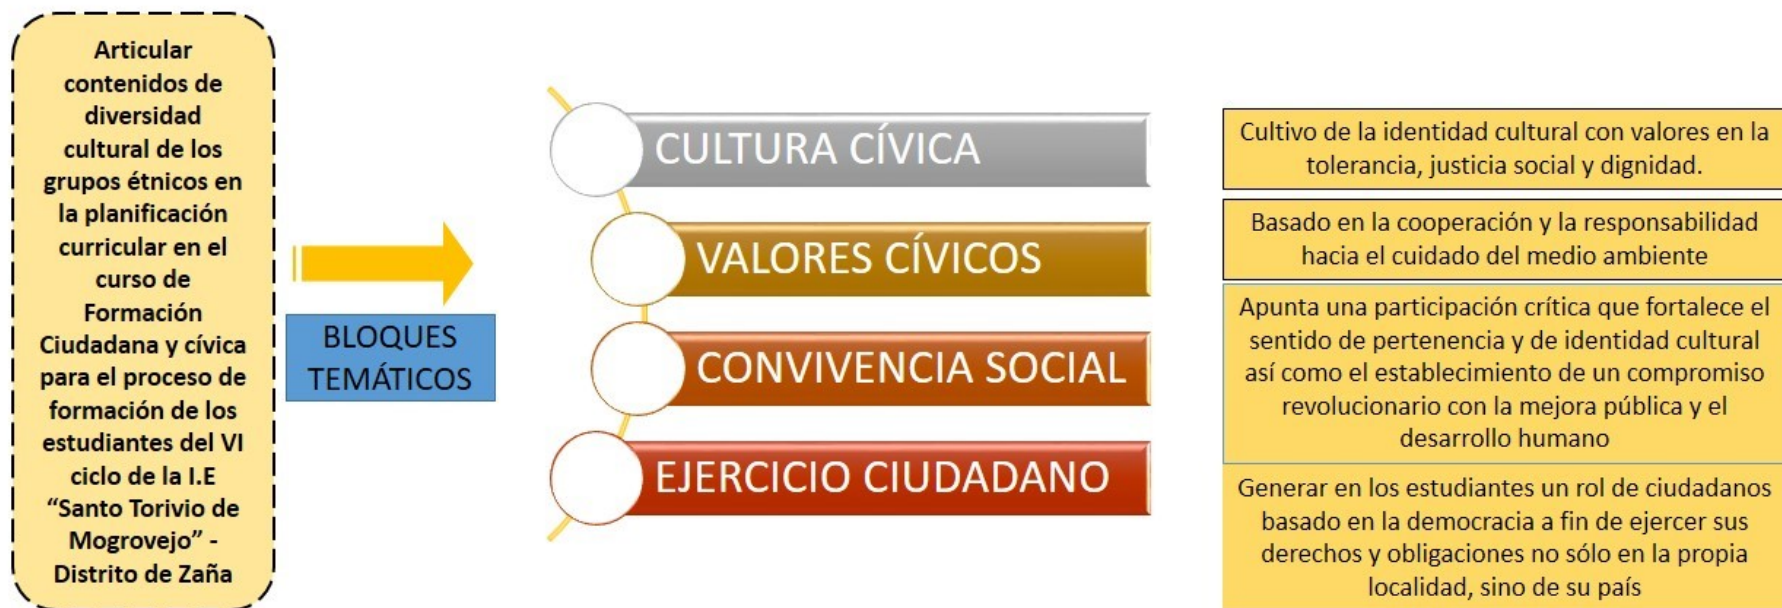 Articular
contenidos de
diversidad
cultural de los
grupos étnicos en
la planificación
curricular en el
curso de
Formación
Ciudadana y cívica
para el proceso de
formación de los
estudiantes del VI
ciclo de la I.E
“Santo Torivio de
Mogrovejo” -
Distrito de Zaña
BLOQUES
TEMÁTICOS
CULTURA CÍVICA
VALORES CÍVICOS
CONVIVENCIA SOCIAL
EJERCICIO CIUDADANO
Cultivo de la identidad cultural con valores en la
tolerancia, justicia social y dignidad.
Basado en la cooperación y la responsabilidad
hacia el cuidado del medio ambiente
Apunta una participación crítica que fortalece el
sentido de pertenencia y de identidad cultural
así como el establecimiento de un compromiso
revolucionario con la mejora pública y el
desarrollo humano
Generar en los estudiantes un rol de ciudadanos
basado en la democracia a fin de ejercer sus
derechos y obligaciones no sólo en la propia
localidad, sino de su país